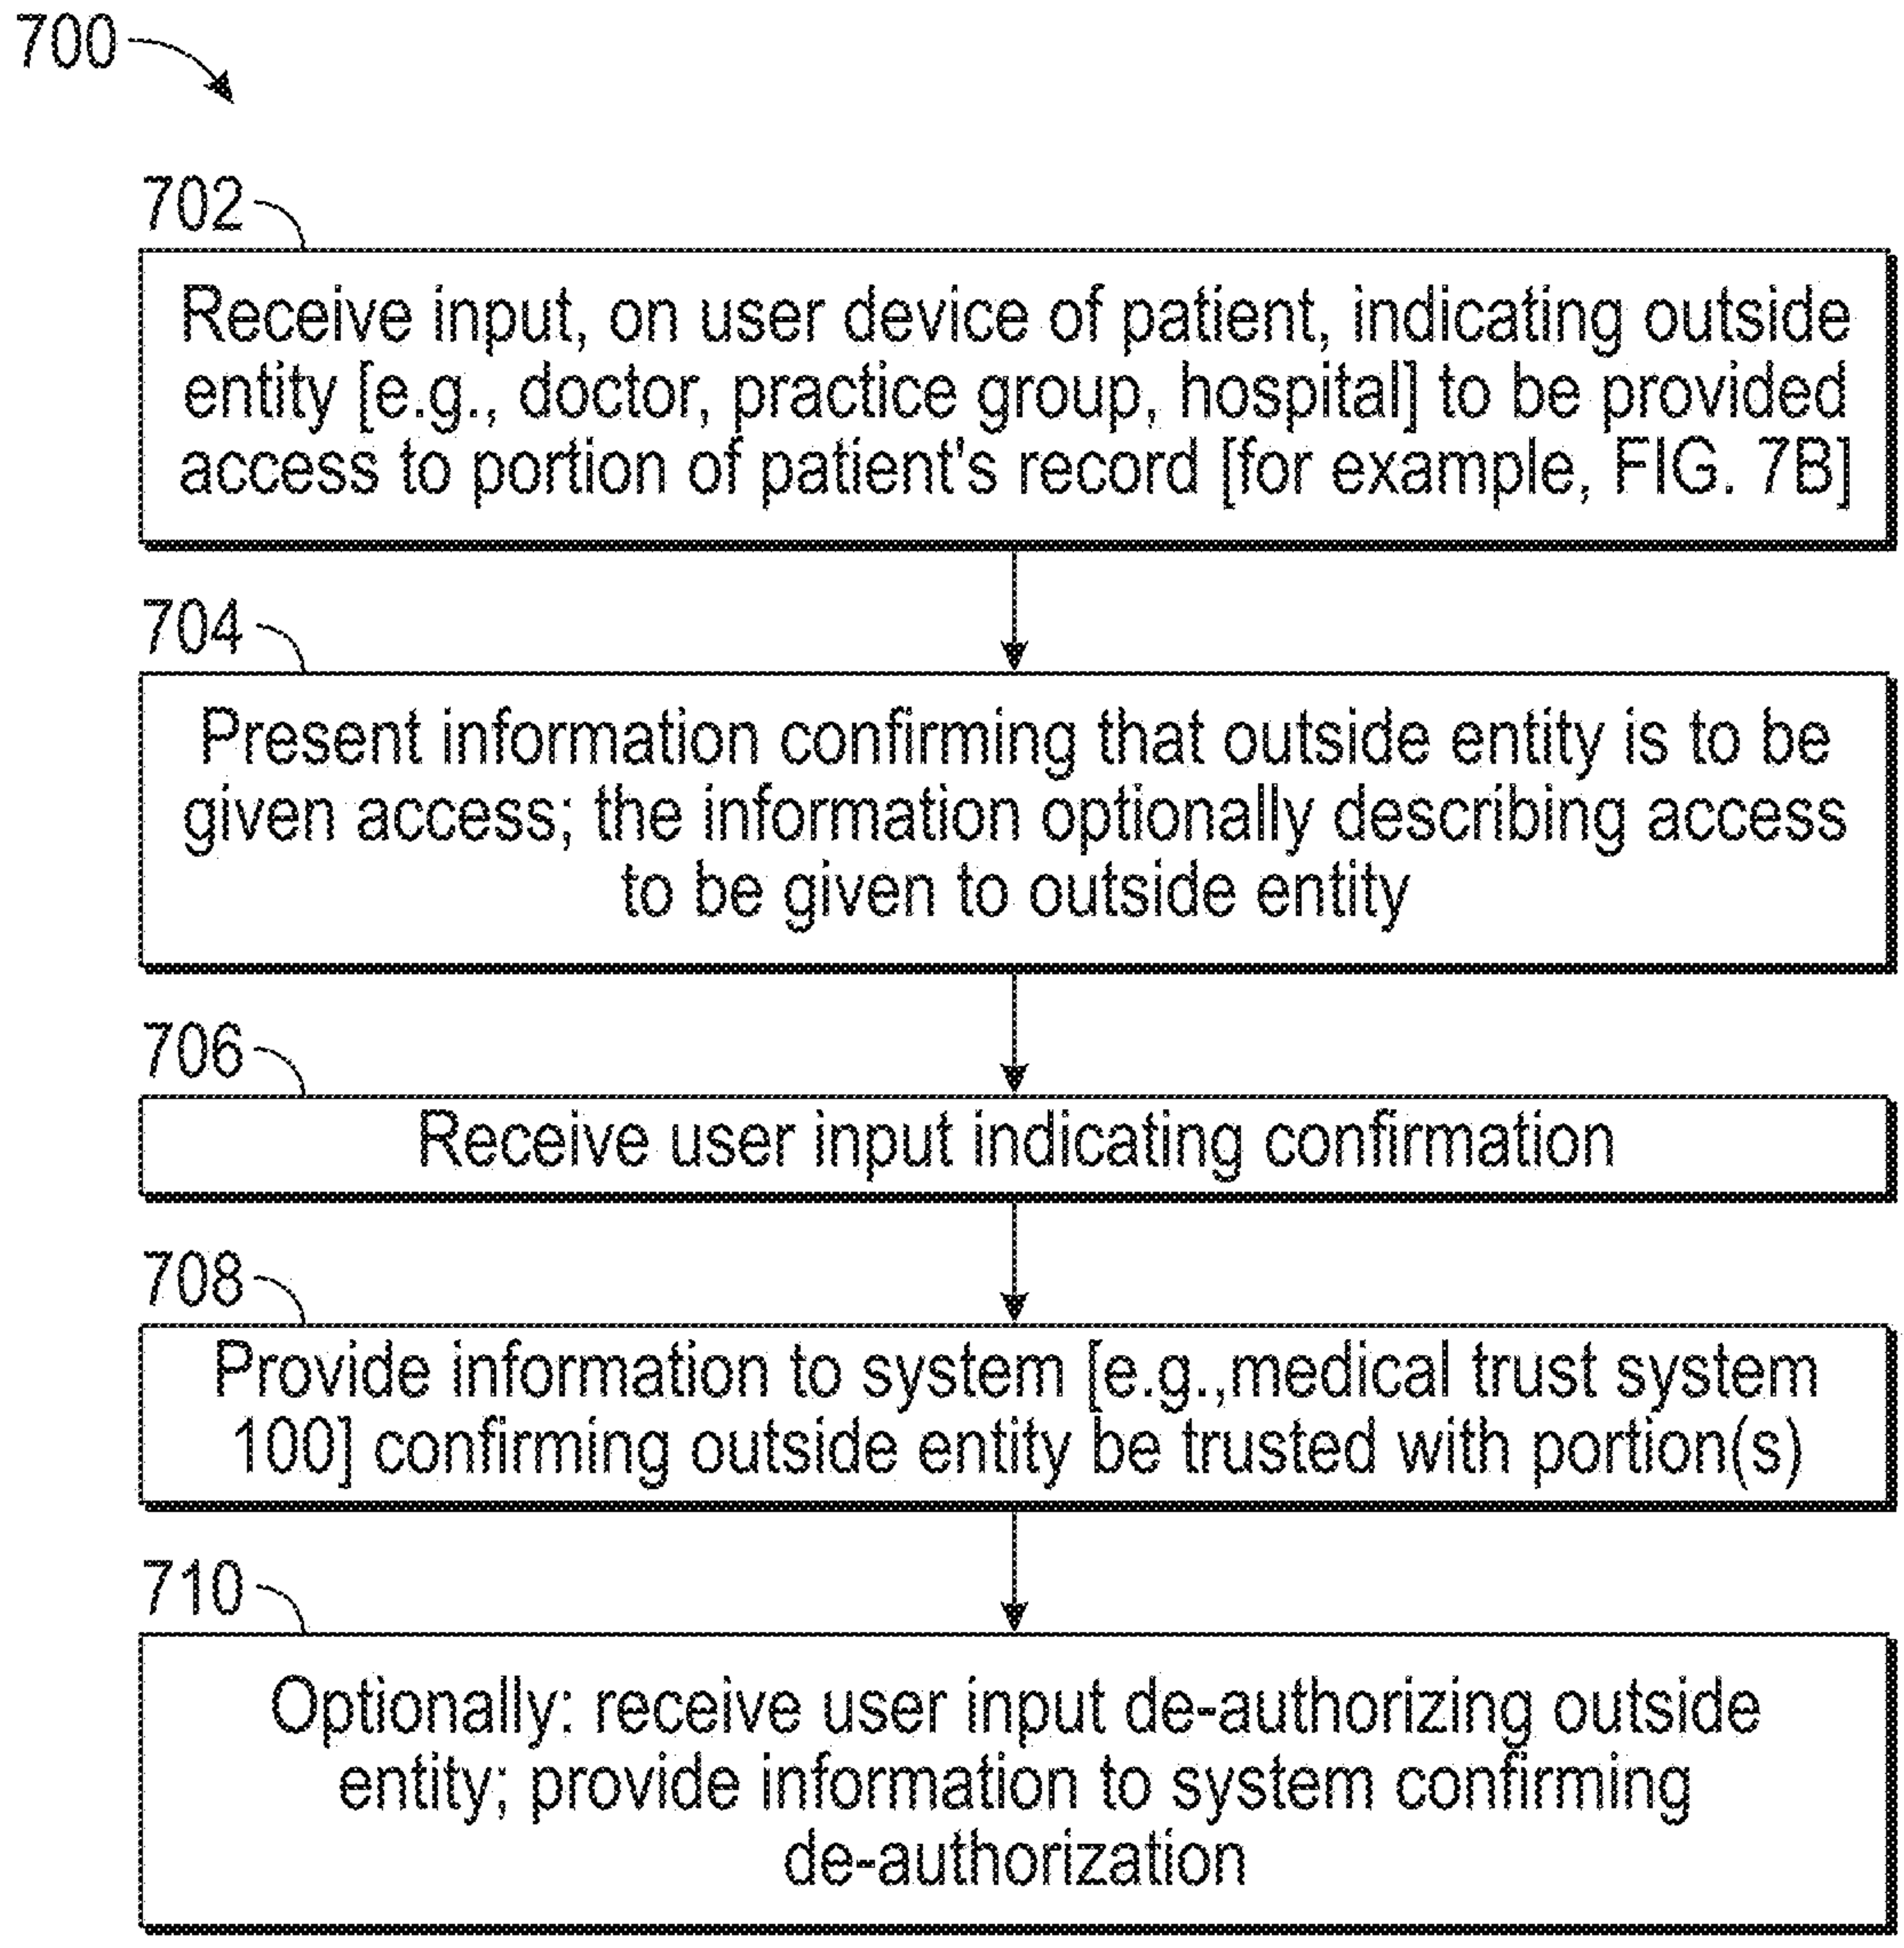 700
702
Receive input, on user device of patient, indicating outside
entity [e.g., doctor, practice group, hospital] to be provided
access to portion of patient's record [for example, FIG. 7B]
704
Present information confirming that outside entity is to be
given access; the information optionally describing access
to be given to outside entity
706
Receive user input indicating confirmation
708
Provide information to system [e.g.,medical trust system
100] confirming outside entity be trusted with portion(s)
710
Optionally: receive user input de-authorizing outside
entity; provide information to system confirming
de-authorization